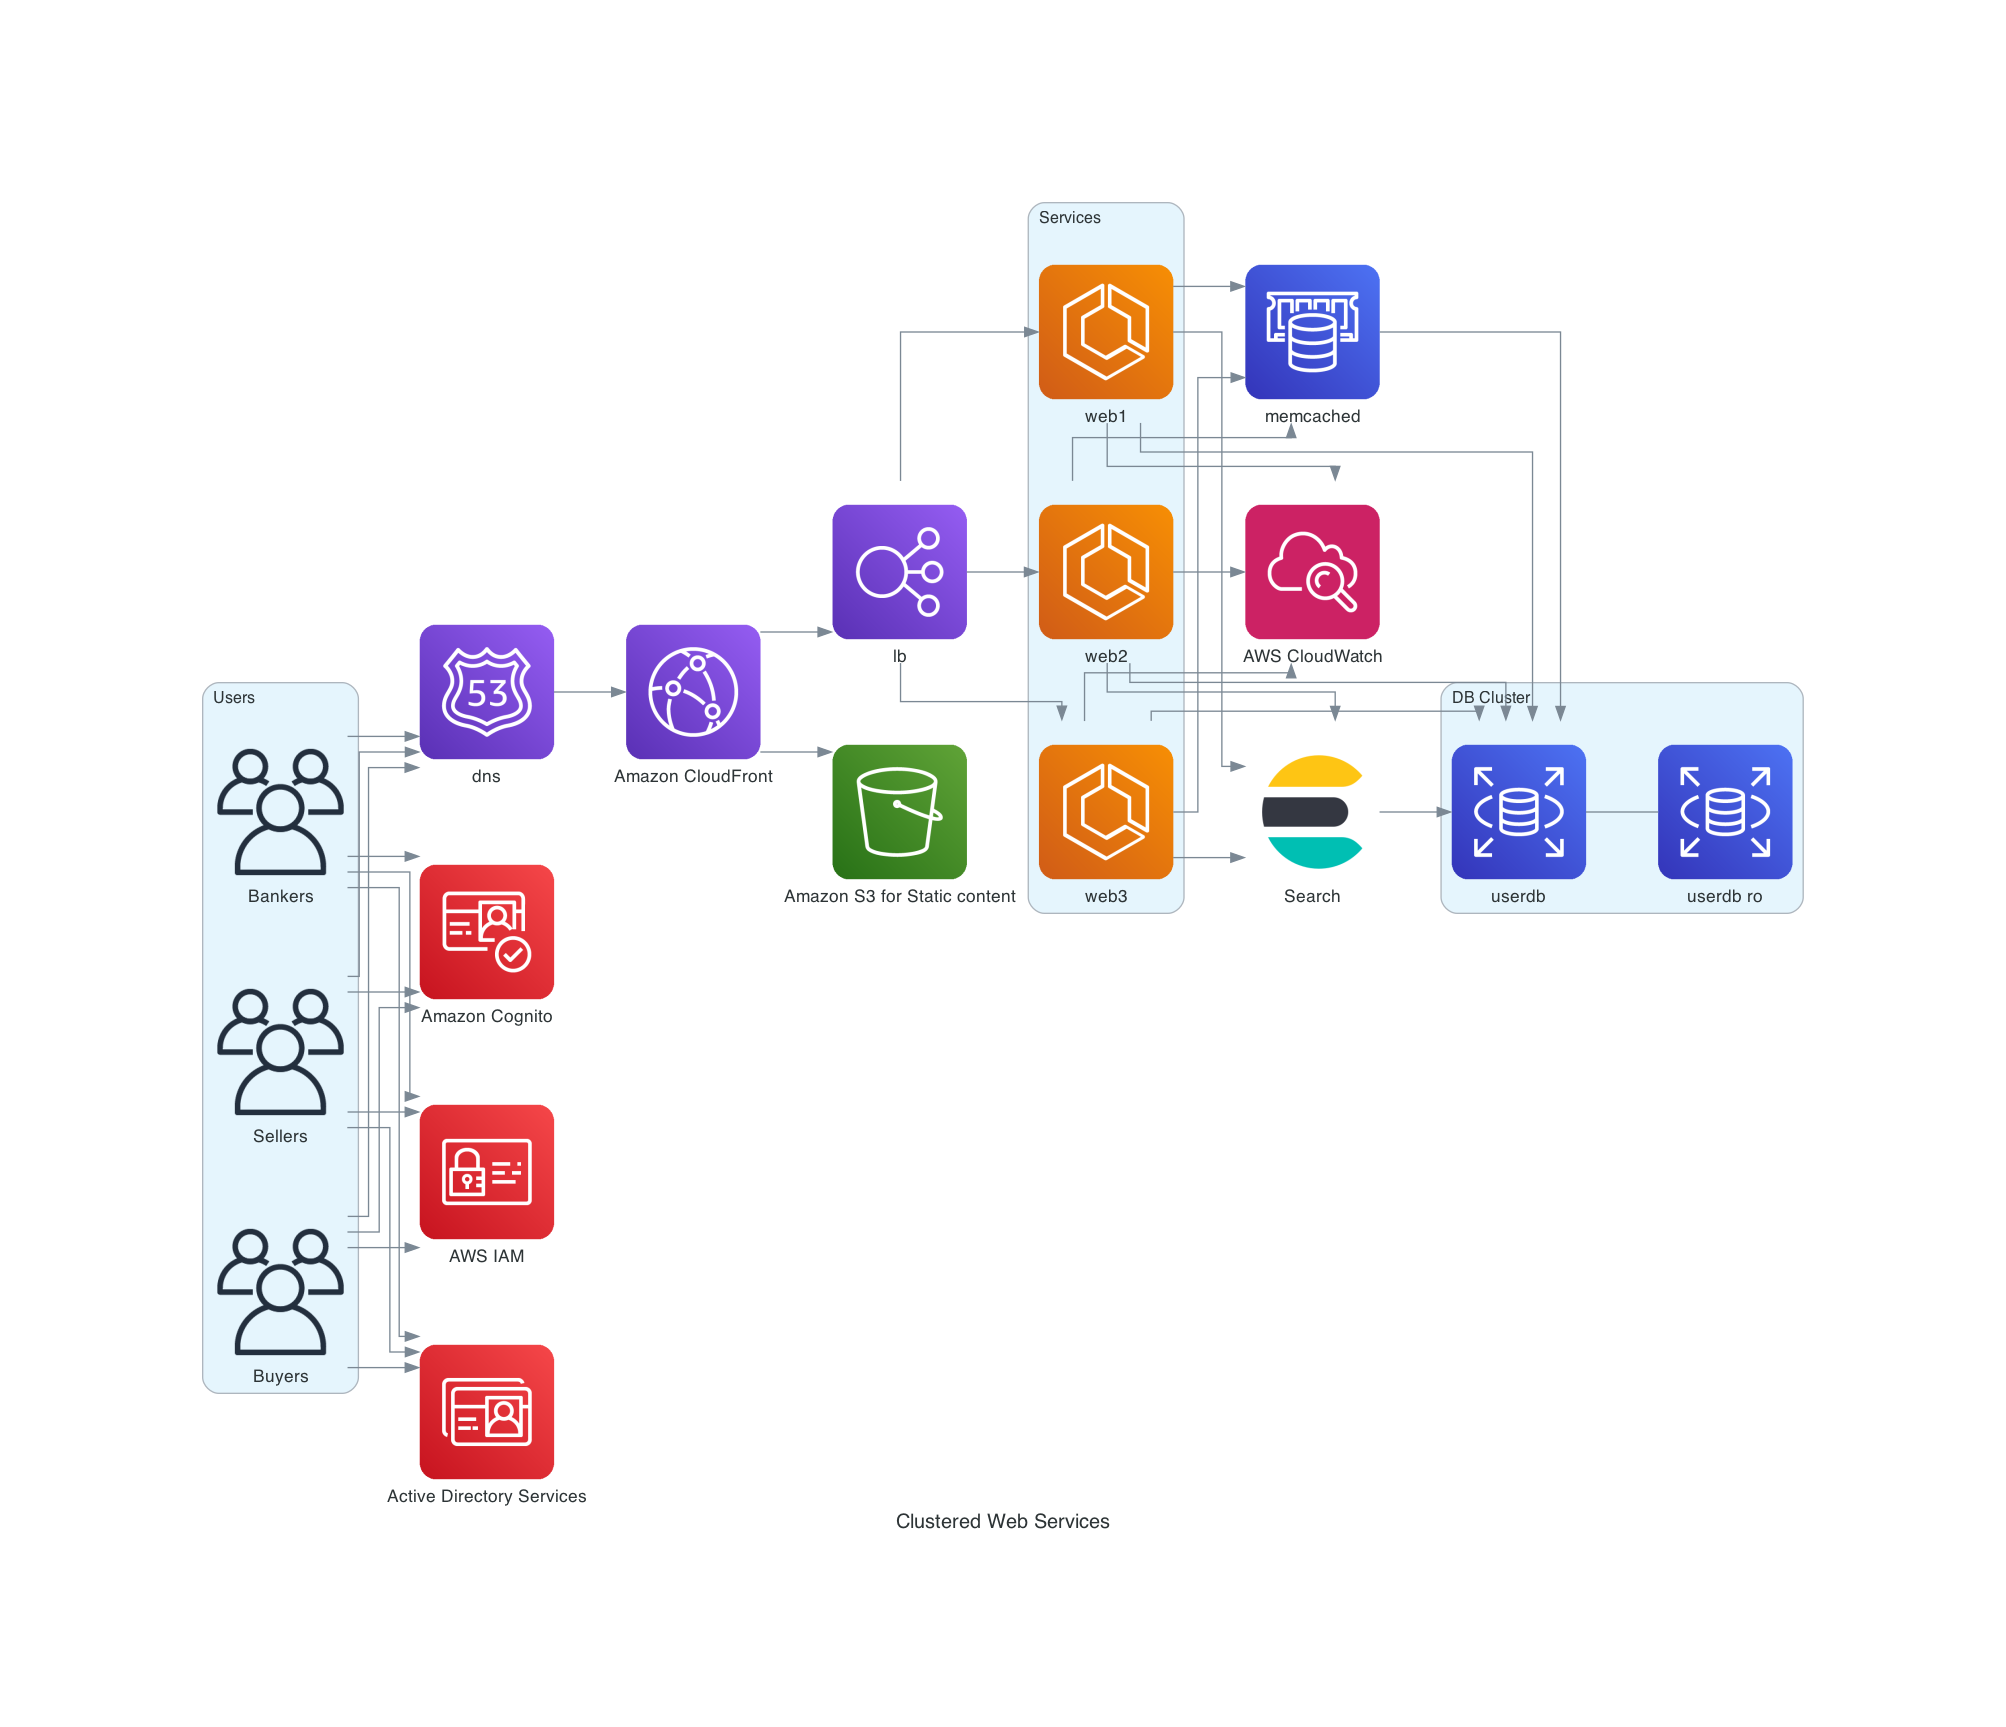 Services
web1
memcached
lb
web2
AWS CloudWatch
Users
53
dns
Amazon CloudFront
DB Cluster
Bankers
Amazon S3 for Static content
web3
Search
userdb
userdb ro
Amazon Cognito
Sellers
AWS IAM
Buyers
Active Directory Services
Clustered Web Services